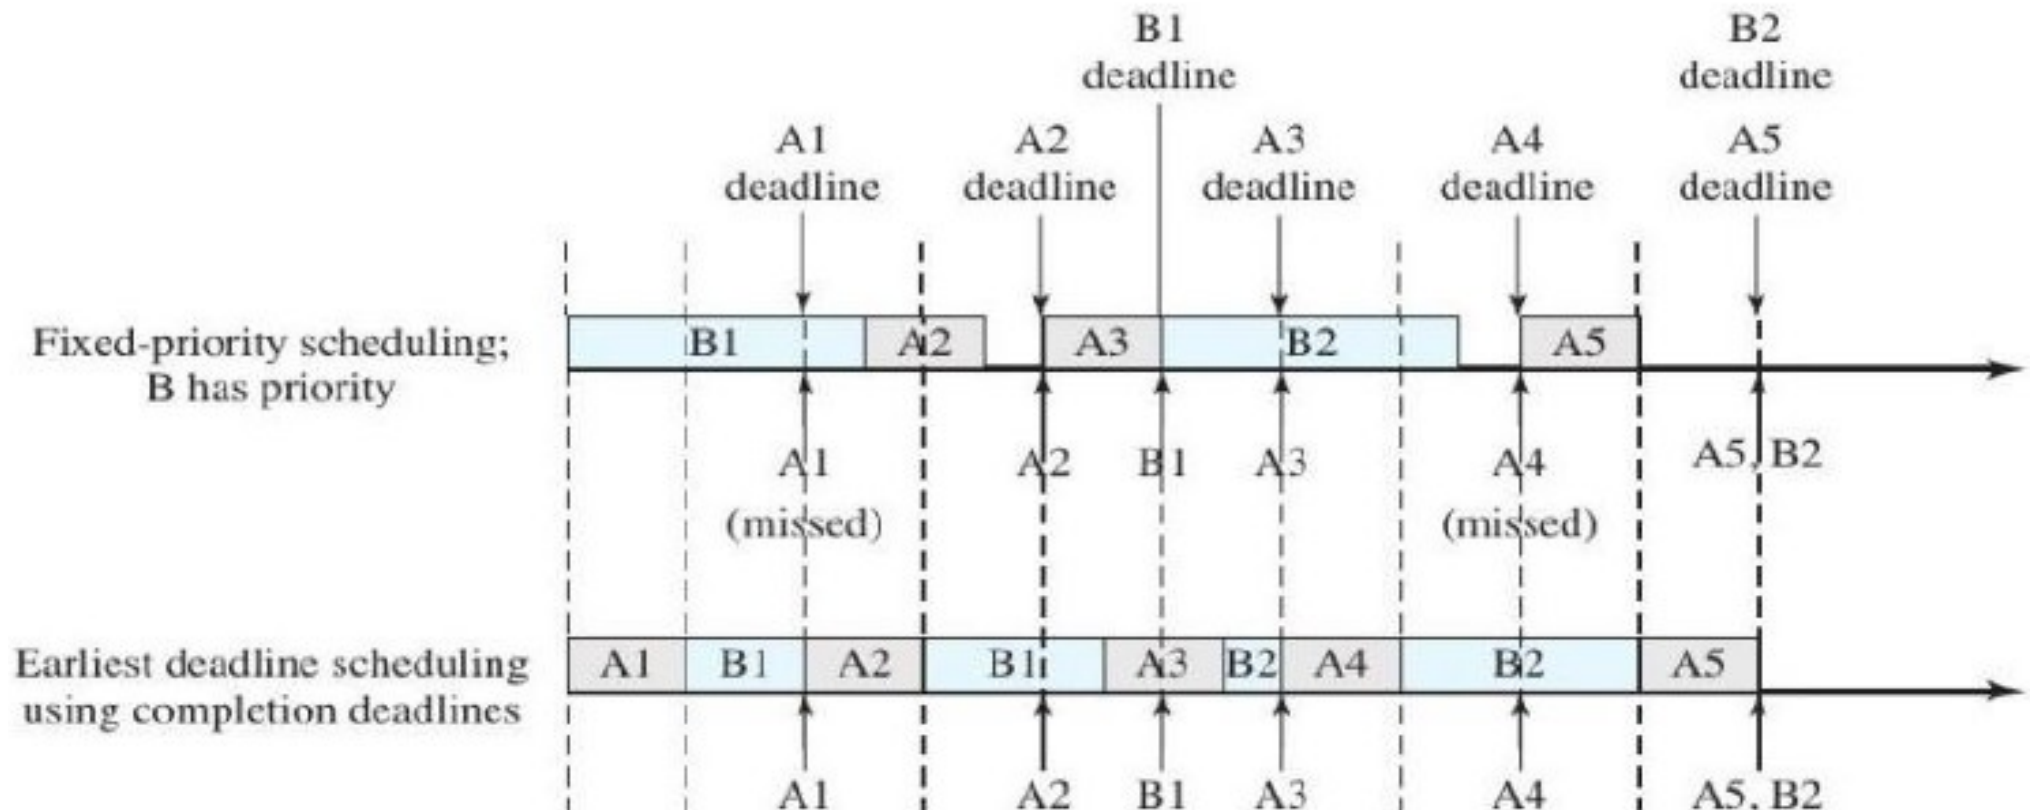 B1
deadline
B2
deadline
A1
deadline
A2
deadline
A3
deadline
A4
deadline
A5
deadline
Fixed-priority scheduling;
B has priority
B1 A2 A3 B2 A5
A1
(missed)
A2
B1
A3
A4
(missed)
A5, B2
Earliest deadline scheduling
using completion deadlines
A1 B1 A2 B1 A3 B2 A4 B2 A5
A1 A2 B1 A3 A4 A5, B2